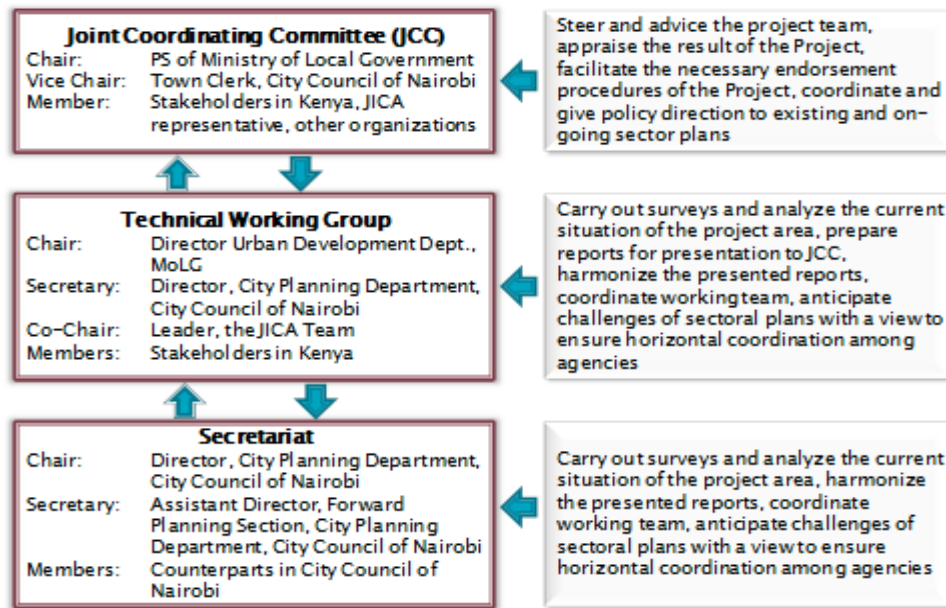 Joint Coordinating Committee (JCC)
Chair: PS of Ministry of Local Government
Vice Chair: Town Clerk, City Council of Nairobi
Member: Stakeholders in Kenya, JICA
representative, other organizations
Steer and advice the project team,
appraise the result of the Project,
facilitate the necessary endorsement
procedures of the Project, coordinate and
give policy direction to existing and on-
going sector plans
Technical Working Group
Chair: Director Urban Development Dept.,
MoLG
Secretary: Director, City Planning Department,
City Council of Nairobi
Co-Chair: Leader, the JICA Team
Members: Stakeholders in Kenya
Carry out surveys and analyze the current
situation of the project area, prepare
reports for presentation to JCC,
harmonize the presented reports,
coordinate working team, anticipate
challenges of sectoral plans with a view to
ensure horizontal coordination among
agencies
Secretariat
Chair: Director, City Planning Department,
City Council of Nairobi
Secretary: Assistant Director, Forward
Planning Section, City Planning
Department, City Council of Nairobi
Members: Counterparts in City Council of
Nairobi
Carry out surveys and analyze the current
situation of the project area, harmonize
the presented reports, coordinate
working team, anticipate challenges of
sectoral plans with a view to ensure
horizontal coordination among agencies